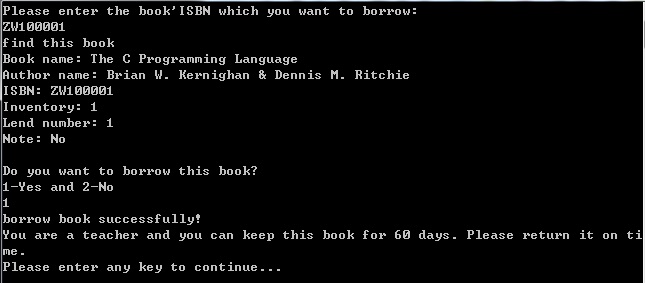 Please enter the book'ISBN which you want to borrow:
ZW100001
find this book
Book name: The C Programming Language
Author name: Brian W. Kernighan & Dennis M. Ritchie
ISBN: ZW100001
Inventory: 1
Lend number: 1
Note: No
Do you want to borrow this book?
1-Yes and 2-No
1
borrow book successfully!
You are a teacher and you can keep this book for 60 days. Please return it on ti
me.
Please enter any key to continue...